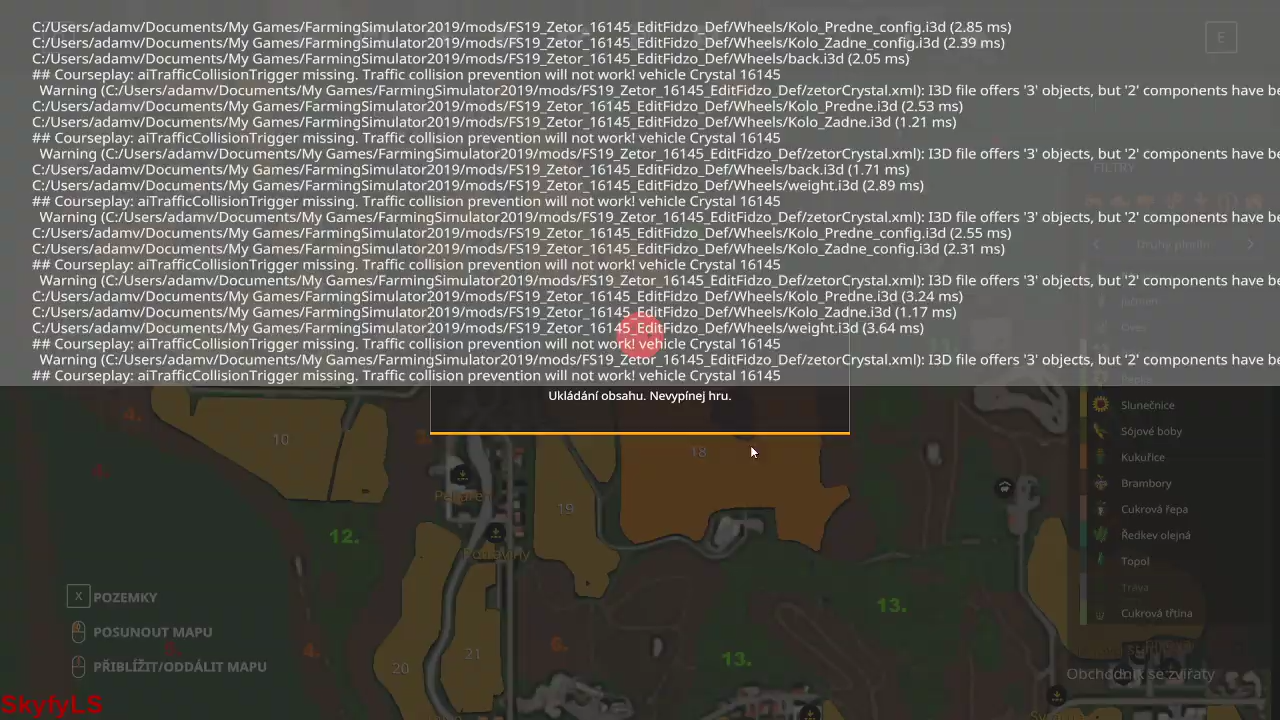 C:/Users/adamv/Documents/My Games/FarmingSimulator2019/mods/FS19_Zetor_16145_EditFidzo_Def/Wheels/Kolo_Predne_config.i3d (2.85 ms)
C:/Users/adamv/Documents/My Games/FarmingSimulator2019/mods/FS19_Zetor_16145_EditFidzo_Def/Wheels/Kolo_Zadne_config.i3d (2.39 ms)
C:/Users/adamv/Documents/My Games/FarmingSimulator2019/mods/FS19_Zetor_16145_EditFidzo_Def/Wheels/back.i3d (2.05 ms)
## Courseplay: aiTrafficCollisionTrigger missing. Traffic collision prevention will not work! vehicle Crystal 16145
Warning (C:/Users/adamv/Documents/My Games/FarmingSimulator2019/mods/FS19_Zetor_16145_EditFidzo_Def/zetorCrystal.xml): I3D file offers '3' objects, but '2' components have be
C:/Users/adamv/Documents/My Games/FarmingSimulator2019/mods/FS19_Zetor_16145_EditFidzo_Def/Wheels/Kolo_Predne.i3d (2.53 ms)
C:/Users/adamv/Documents/My Games/FarmingSimulator2019/mods/FS19_Zetor_16145_EditFidzo_Def/Wheels/Kolo_Zadne.i3d (1.21 ms)
## Courseplay: aiTrafficCollisionTrigger missing. Traffic collision prevention will not work! vehicle Crystal 16145
Warning (C:/Users/adamv/Documents/My Games/FarmingSimulator2019/mods/FS19_Zetor_16145_EditFidzo_Def/zetorCrystal.xml): I3D file offers '3' objects, but '2' components have be
C:/Users/adamv/Documents/My Games/FarmingSimulator2019/mods/FS19_Zetor_16145_EditFidzo_Def/Wheels/back.i3d (1.71 ms)
C:/Users/adamv/Documents/My Games/FarmingSimulator2019/mods/FS19_Zetor_16145_EditFidzo_Def/Wheels/weight.i3d (2.89 ms)
## Courseplay: aiTrafficCollisionTrigger missing. Traffic collision prevention will not work! vehicle Crystal 16145
Warning (C:/Users/adamv/Documents/My Games/FarmingSimulator2019/mods/FS19_Zetor_16145_EditFidzo_Def/zetorCrystal.xml): I3D file offers '3' objects, but '2' components have be
C:/Users/adamv/Documents/My Games/FarmingSimulator2019/mods/FS19_Zetor_16145_EditFidzo_Def/Wheels/Kolo_Predne_config.i3d (2.55 ms)
C:/Users/adamv/Documents/My Games/FarmingSimulator2019/mods/FS19_Zetor_16145_EditFidzo_Def/Wheels/Kolo_Zadne_config.i3d (2.31 ms)
## Courseplay: aiTrafficCollisionTrigger missing. Traffic collision prevention will not work! vehicle Crystal 16145
Warning (C:/Users/adamv/Documents/My Games/FarmingSimulator2019/mods/FS19_Zetor_16145_EditFidzo_Def/zetorCrystal.xml): I3D file offers '3' objects, but '2' components have be
C:/Users/adamv/Documents/My Games/FarmingSimulator2019/mods/FS19_Zetor_16145_EditFidzo_Def/Wheels/Kolo_Predne.i3d (3.24 ms)
C:/Users/adamv/Documents/My Games/FarmingSimulator2019/mods/FS19_Zetor_16145_EditFidzo_Def/Wheels/Kolo_Zadne.i3d (1.17 ms)
C:/Users/adamv/Documents/My Games/FarmingSimulator2019/mods/FS19_Zetor_16145_EditFidzo_Def/Wheels/weight.i3d (3.64 ms)
## Courseplay: aiTrafficCollisionTrigger missing. Traffic collision prevention will not work! vehicle Crystal 16145
Warning (C:/Users/adamv/Documents/My Games/FarmingSimulator2019/mods/FS19_Zetor_16145_EditFidzo_Def/zetorCrystal.xml): I3D file offers '3' objects, but '2' components have be
## Courseplay: aiTrafficCollisionTrigger missing. Traffic collision prevention will not work! vehicle Crystal 16145
E
FILTRY
Druhy plodin
Ječmen
Oves
Řepka
Slunečnice
Sójové boby
Kukuřice
Brambory
Cukrová řepa
Ředkev olejná
Topol
Tráva
Cukrová třtina
Ukládání obsahu. Nevypínej hru.
4.
10
18
19
12.
13.
4.
6.
13.
20
21
X POZEMKY
POSUNOUT MAPU
PŘIBLÍŽIT/ODDÁLIT MAPU
Obchodník se zvířaty
SkyfyLS